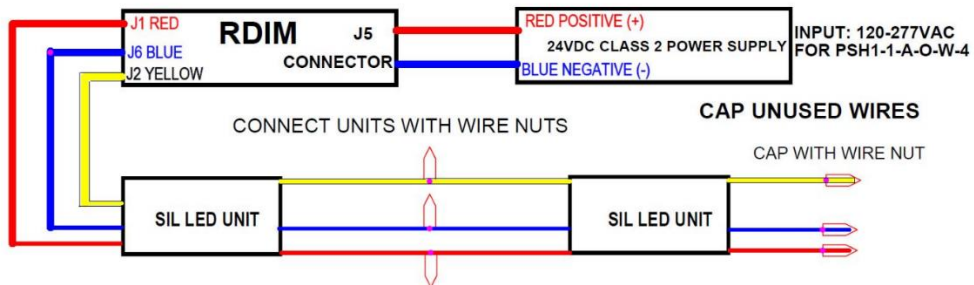 J1 RED
J6 BLUE
J2 YELLOW
RDIM
J5
CONNECTOR
RED POSITIVE (+)
24VDC CLASS 2 POWER SUPPLY
BLUE NEGATIVE (-)
INPUT: 120-277VAC
FOR PSH1-1-A-O-W-4
CONNECT UNITS WITH WIRE NUTS
CAP UNUSED WIRES
CAP WITH WIRE NUT
SIL LED UNIT
SIL LED UNIT